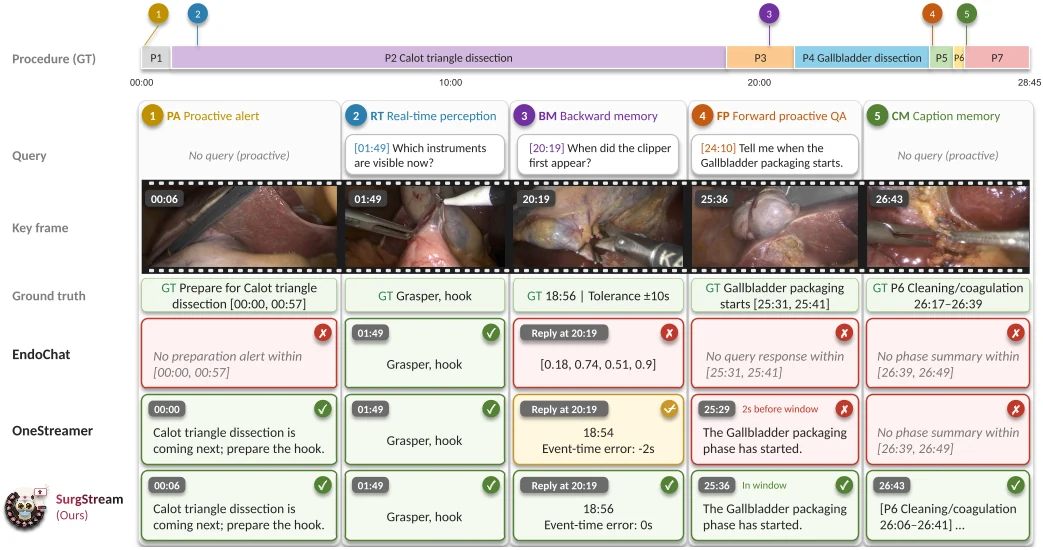 1
2
3
4
5
Procedure (GT)
P1
P2 Calot triangle dissection
P3
P4 Gallbladder dissection
P5
P6
P7
00:00
10:00
20:00
28:45
1 PA Proactive alert
2 RT Real-time perception
3 BM Backward memory
4 FP Forward proactive QA
5 CM Caption memory
Query
No query (proactive)
[01:49] Which instruments
are visible now?
[20:19] When did the clipper
first appear?
[24:10] Tell me when the
Gallbladder packaging starts.
No query (proactive)
Key frame
00:06
01:49
20:19
25:36
26:43
Ground truth
GT Prepare for Calot triangle
dissection [00:00, 00:57]
GT Grasper, hook
GT 18:56 | Tolerance ±10s
GT Gallbladder packaging
starts [25:31, 25:41]
GT P6 Cleaning/coagulation
26:17–26:39
EndoChat
No preparation alert within
[00:00, 00:57]
01:49
Grasper, hook
Reply at 20:19
[0.18, 0.74, 0.51, 0.9]
No query response within
[25:31, 25:41]
No phase summary within
[26:39, 26:49]
OneStreamer
00:00
Calot triangle dissection is
coming next; prepare the hook.
01:49
Grasper, hook
Reply at 20:19
18:54
Event-time error: -2s
25:29 2s before window
The Gallbladder packaging
phase has started.
No phase summary within
[26:39, 26:49]
SurgStream
(Ours)
00:06
Calot triangle dissection is
coming next; prepare the hook.
01:49
Grasper, hook
Reply at 20:19
18:56
Event-time error: 0s
25:36 In window
The Gallbladder packaging
phase has started.
26:43
[P6 Cleaning/coagulation
26:06–26:41] ...